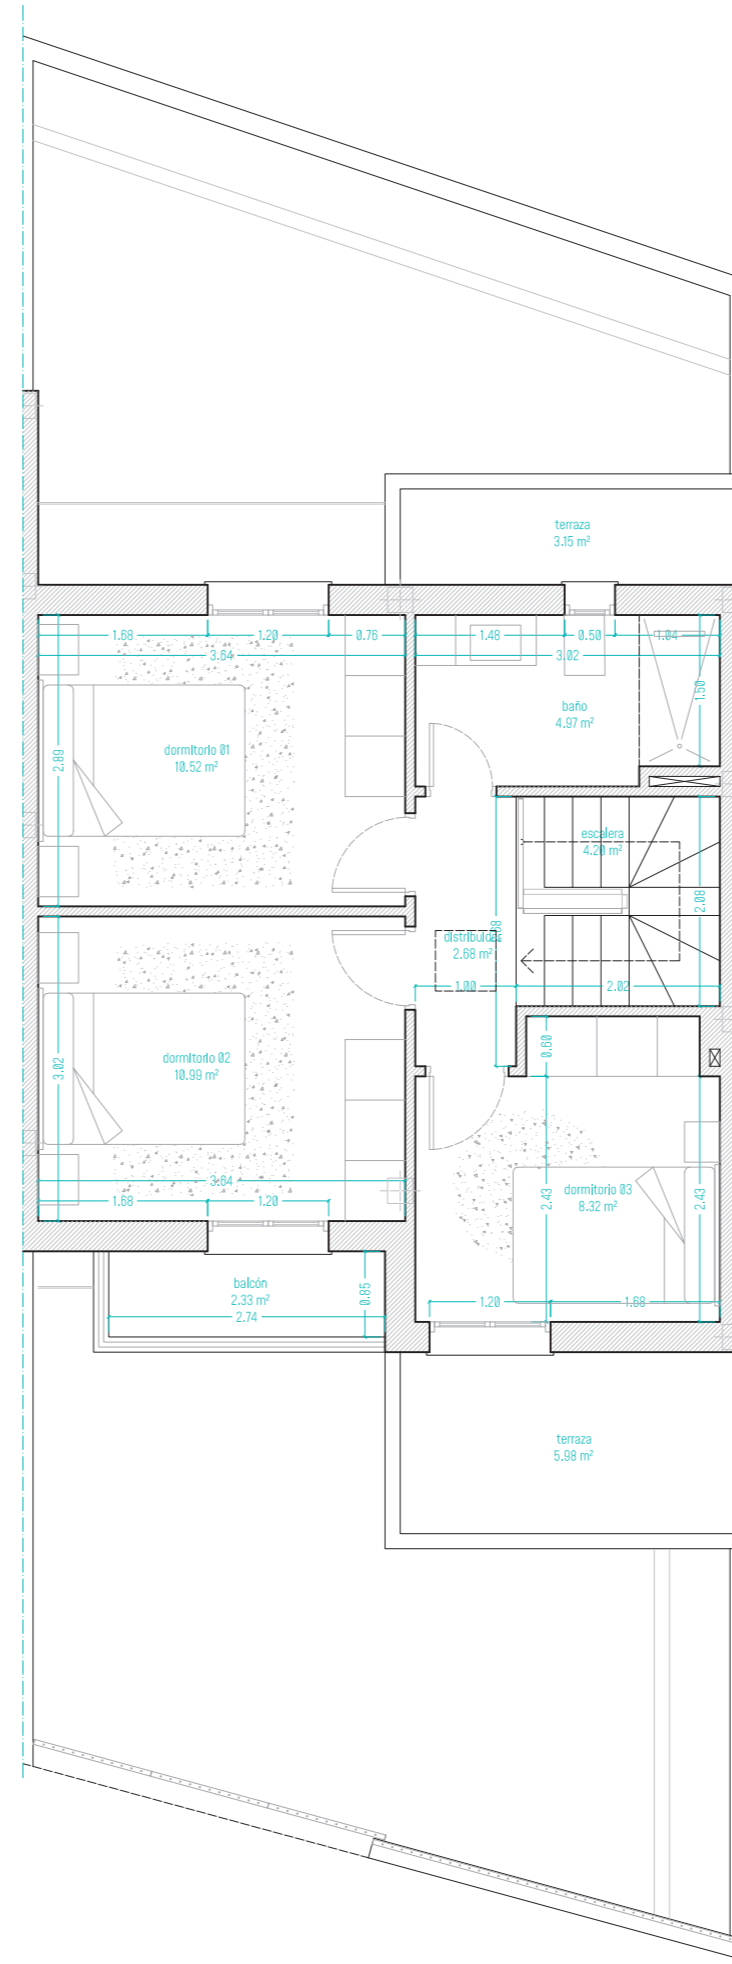 terraza
3.15 m²
1.68
1.20
0.76
3.64
1.48
0.50
1.04
3.02
1.50
baño
4.97 m²
2.89
dormitorio 01
10.52 m²
escalera
4.20 m²
2.08
distribuidor
2.68 m²
1.00
2.02
3.02
dormitorio 02
10.99 m²
0.60
3.64
1.68
1.20
2.43
dormitorio 03
8.32 m²
2.43
balcón
2.33 m²
2.74
0.85
1.20
1.68
terraza
5.98 m²